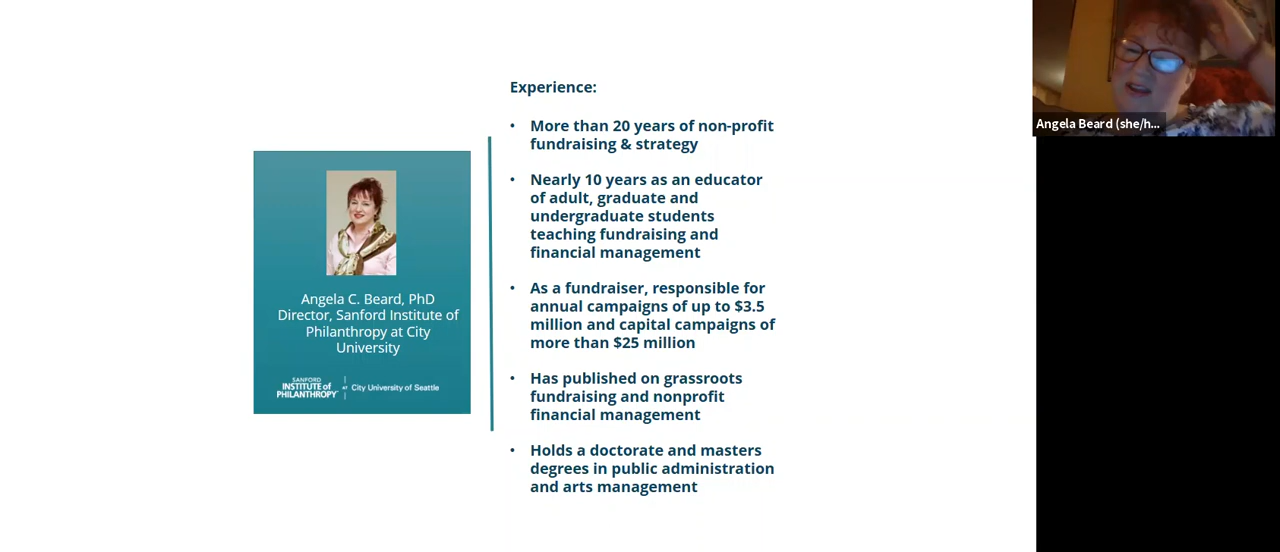 Experience:
• More than 20 years of non-profit
fundraising & strategy
• Nearly 10 years as an educator
of adult, graduate and
undergraduate students
teaching fundraising and
financial management
• As a fundraiser, responsible for
annual campaigns of up to $3.5
million and capital campaigns of
more than $25 million
• Has published on grassroots
fundraising and nonprofit
financial management
• Holds a doctorate and masters
degrees in public administration
and arts management
Angela C. Beard, PhD
Director, Sanford Institute of
Philanthropy at City
University
SANFORD
INSTITUTE of
PHILANTHROPY
AT
City University of Seattle
Angela Beard (she/h...